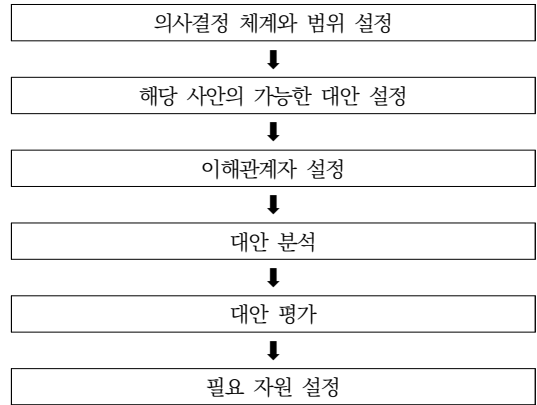 의사결정 체계와 범위 설정
해당 사안의 가능한 대안 설정
이해관계자 설정
대안 분석
대안 평가
필요 자원 설정